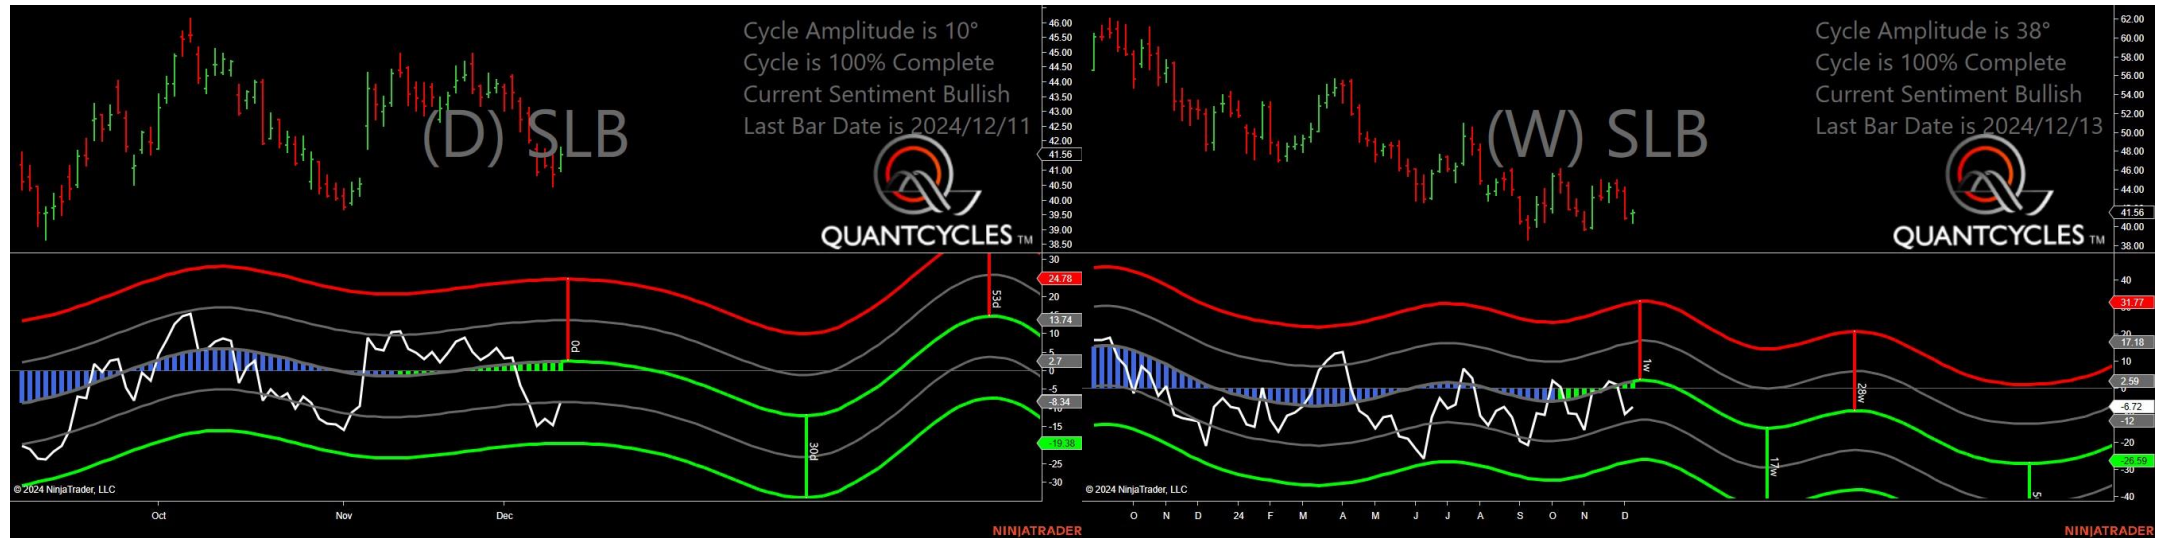 Cycle Amplitude is 10°
Cycle is 100% Complete
Current Sentiment Bullish
Last Bar Date is 2024/12/11
(D) SLB
QUANTCYCLES TM
46.00
45.50
45.00
44.50
44.00
43.50
43.00
42.50
42.00
41.56
41.00
40.50
40.00
39.50
39.00
38.50
30
24.78
20
13.74
10
5
2.7
0
-5
-8.34
-10
-15
-19.38
-25
-30
0d
30d
53d
© 2024 NinjaTrader, LLC
Oct Nov Dec
NINJATRADER
Cycle Amplitude is 38°
Cycle is 100% Complete
Current Sentiment Bullish
Last Bar Date is 2024/12/13
(W) SLB
QUANTCYCLES TM
62.00
60.00
58.00
56.00
54.00
52.00
50.00
48.00
46.00
44.00
41.56
40.00
38.00
40
31.77
20
17.18
10
2.59
0
-6.72
-12
-20
-26.59
-30
-40
1w
17w
28w
© 2024 NinjaTrader, LLC
O N D 24 F M A M J J A S O N D
NINJATRADER